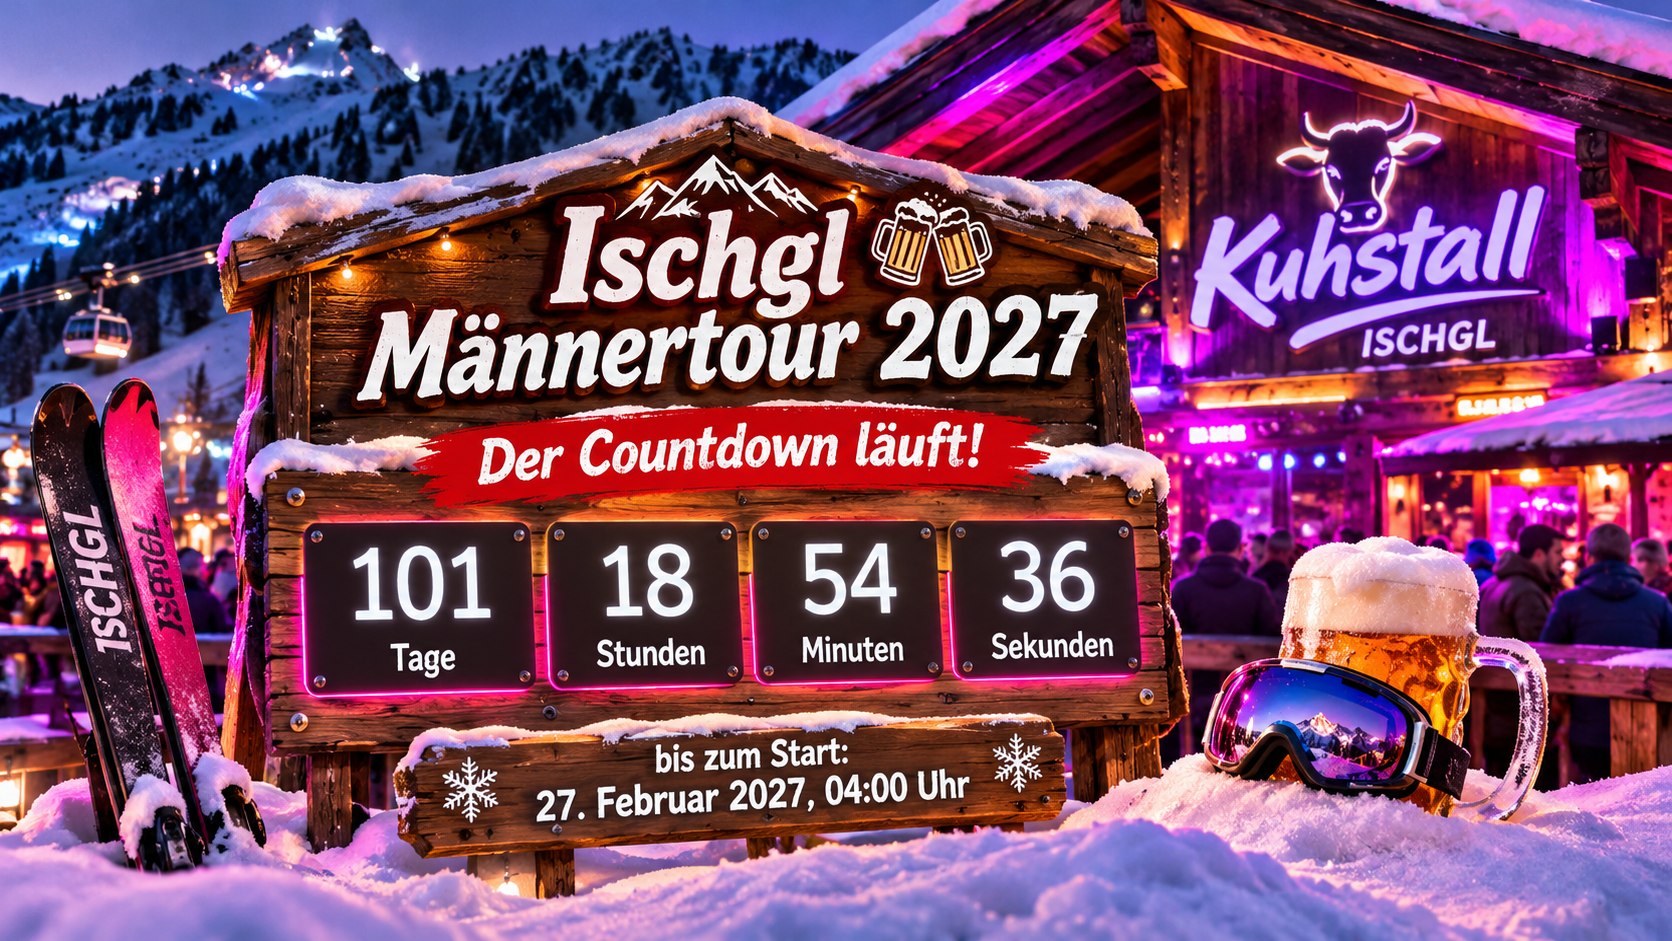 Ischgl
Männertour 2027
Der Countdown läuft!
101
Tage
18
Stunden
54
Minuten
36
Sekunden
bis zum Start:
27. Februar 2027, 04:00 Uhr
Kuhstall
ISCHGL
ISCHGL
ISCHGL